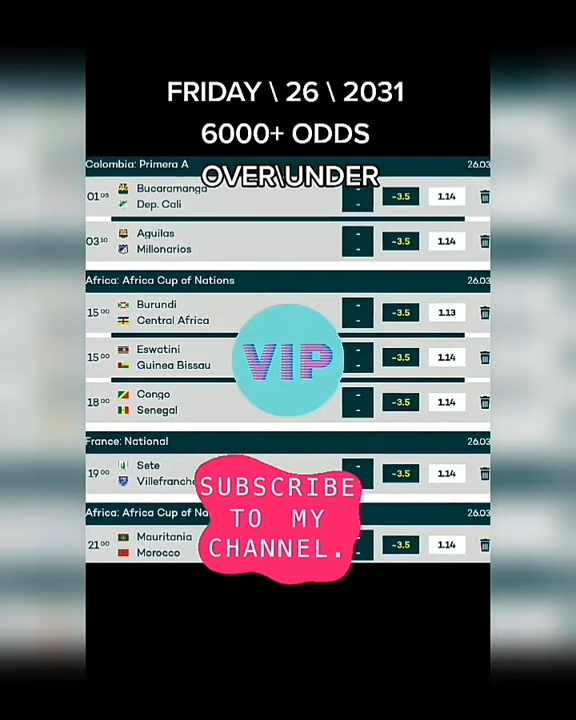 FRIDAY \ 26 \ 2031
6000+ ODDS
OVER\UNDER
Colombia: Primera A 26.03
01 05 Bucaramanga - - -3.5 1.14
Dep. Cali
03 10 Aguilas - - -3.5 1.14
Millonarios
Africa: Africa Cup of Nations 26.03
15 00 Burundi - - -3.5 1.13
Central Africa
15 00 Eswatini - - -3.5 1.14
Guinea Bissau
18 00 Congo - - -3.5 1.14
Senegal
VIP
France: National 26.03
19 00 Sete - -3.5 1.14
Villefranche
Africa: Africa Cup of Na 26.03
21 00 Mauritania - -3.5 1.14
Morocco
SUBSCRIBE
TO MY
CHANNEL.